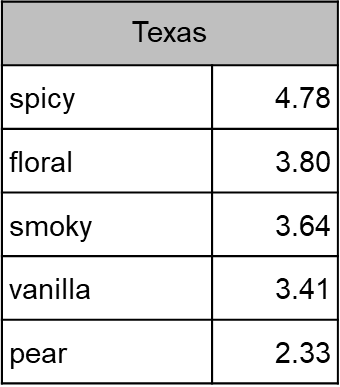 Texas
spicy 4.78
floral 3.80
smoky 3.64
vanilla 3.41
pear 2.33